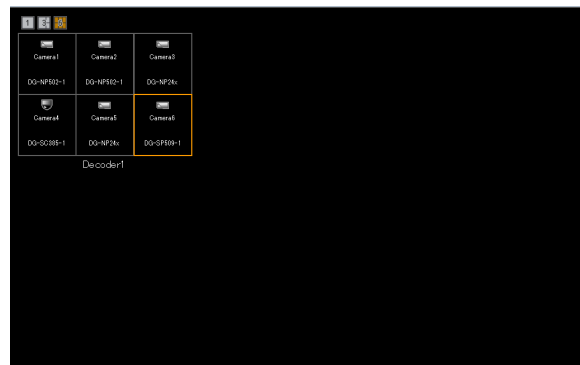 1
Camera1 Camera2 Camera3
DG-NP502-1 DG-NP502-1 DG-NP24x
Camera4 Camera5 Camera6
DG-SC385-1 DG-NP24x DG-SP509-1
Decoder1